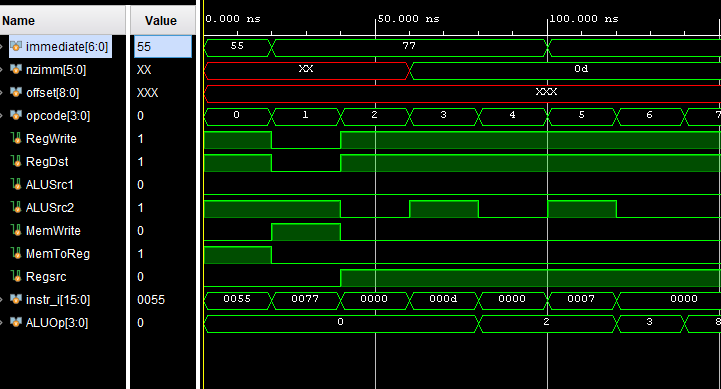 Name Value 0.000 ns 50.000 ns 100.000 ns
immediate[6:0] 55 55 77
nzimm[5:0] XX XX 0d
offset[8:0] XXX XXX
opcode[3:0] 0 0 1 2 3 4 5 6 7
RegWrite 1
RegDst 1
ALUSrc1 0
ALUSrc2 1
MemWrite 0
MemToReg 1
Regsrc 0
instr_i[15:0] 0055 0055 0077 0000 000d 0000 0007 0000
ALUOp[3:0] 0 0 2 3 8